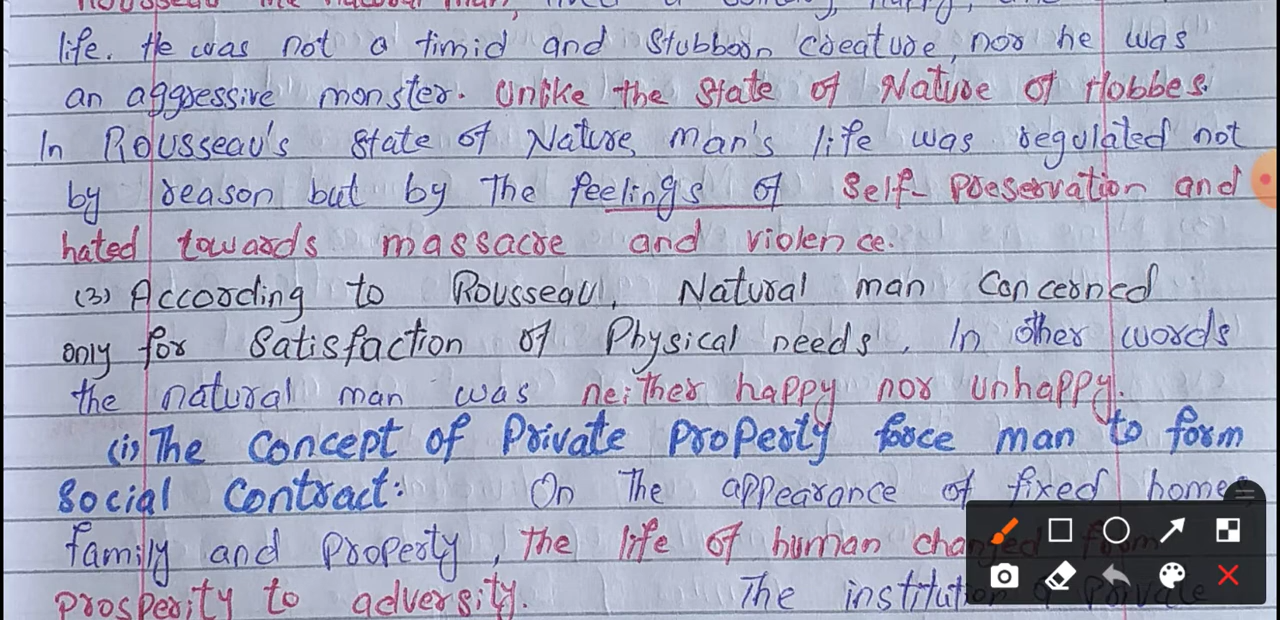 life. He was not a timid and stubborn creature, nor he was
an aggressive monster. Unlike the State of Nature of Hobbes.
In Rousseau's State of Nature, man's life was regulated not
by reason but by The feelings of Self-Preservation and
hated towards massacre and violence.
(3) According to Rousseau, Natural man Concerned
only for Satisfaction of Physical needs. In other words
the natural man was neither happy nor unhappy.
(i) The Concept of Private Property force man to form
Social Contract: On The appearance of fixed home,
family and Property, The life of human changed from
prosperity to adversity. The institution of Private